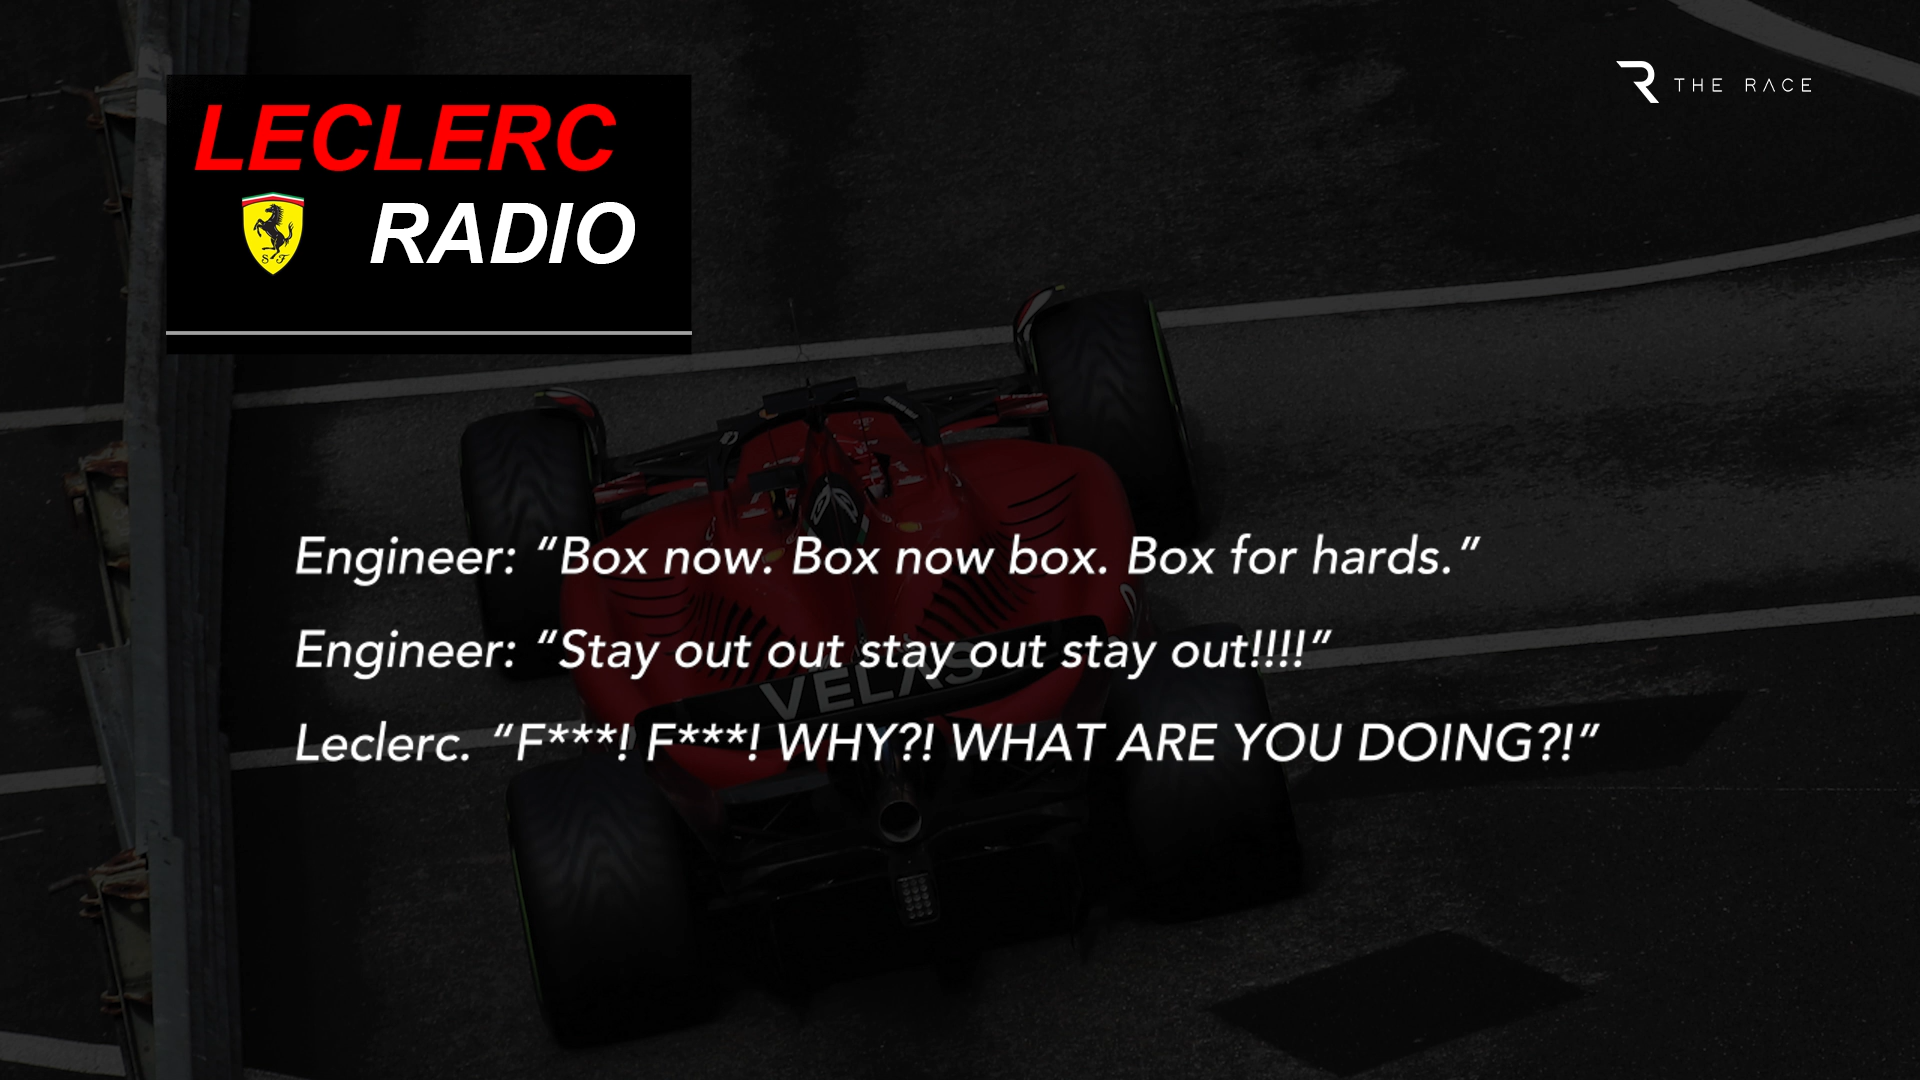 LECLERC
RADIO
S F
THE RACE
Engineer: “Box now. Box now box. Box for hards.”
Engineer: “Stay out out stay out stay out!!!!”
VELAS
Leclerc. “F***! F***! WHY?! WHAT ARE YOU DOING?!”